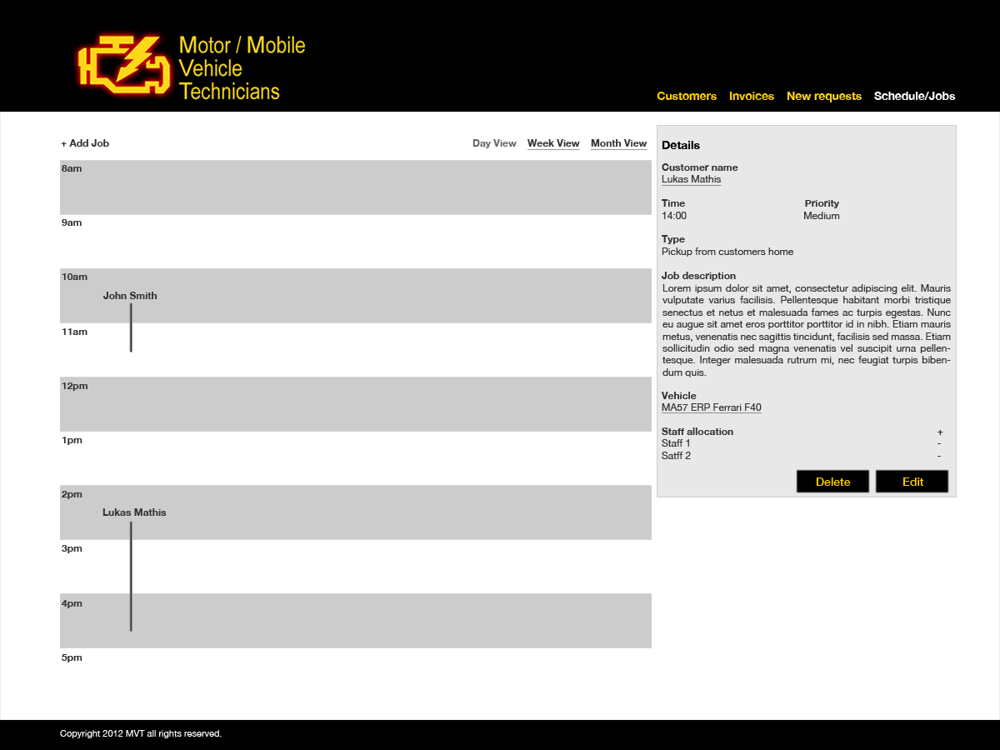 Motor / Mobile
Vehicle
Technicians
Customers Invoices New requests Schedule/Jobs
+ Add Job Day View Week View Month View
8am
9am
10am
John Smith
11am
12pm
1pm
2pm
Lukas Mathis
3pm
4pm
5pm
Details
Customer name
Lukas Mathis
Time Priority
14:00 Medium
Type
Pickup from customers home
Job description
Lorem ipsum dolor sit amet, consectetur adipiscing elit. Mauris
vulputate varius facilisis. Pellentesque habitant morbi tristique
senectus et netus et malesuada fames ac turpis egestas. Nunc
eu augue sit amet eros porttitor porttitor id in nibh. Etiam mauris
metus, venenatis nec sagittis tincidunt, facilisis sed massa. Etiam
sollicitudin odio sed magna venenatis vel suscipit urna pellen-
tesque. Integer malesuada rutrum mi, nec feugiat turpis biben-
dum quis.
Vehicle
MA57 ERP Ferrari F40
Staff allocation +
Staff 1 -
Satff 2 -
Delete Edit
Copyright 2012 MVT all rights reserved.